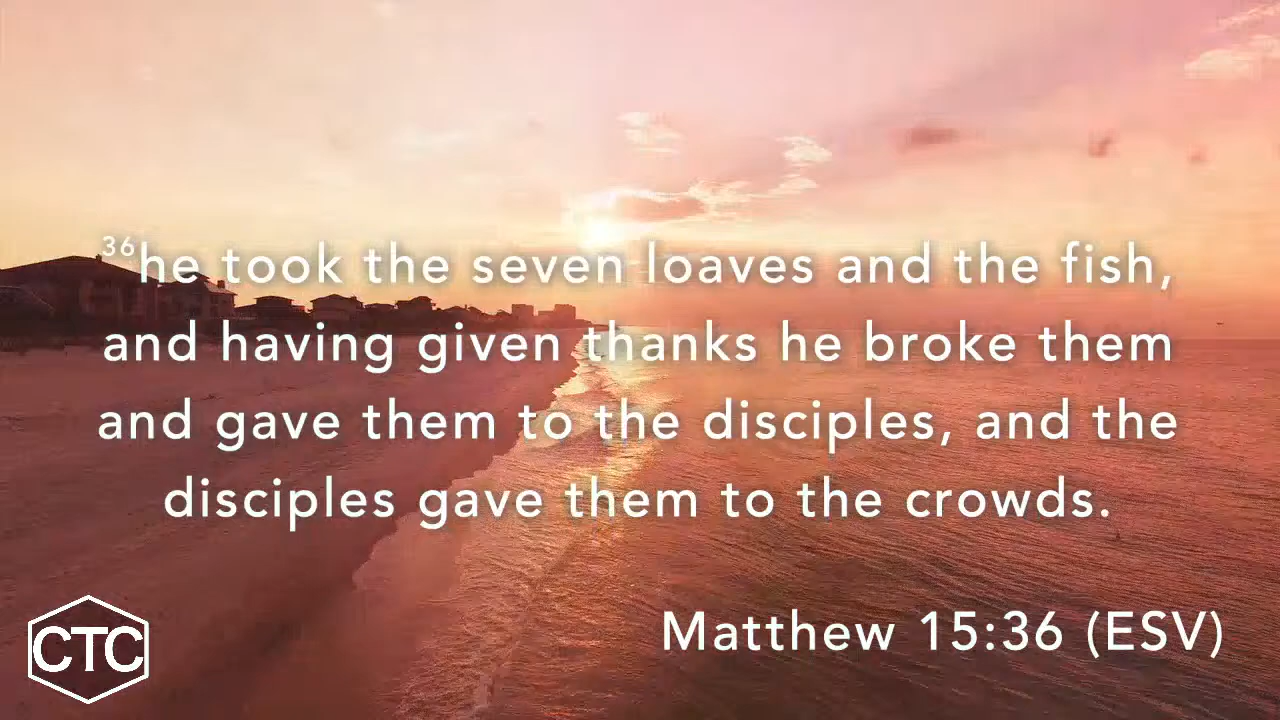 36he took the seven loaves and the fish,
and having given thanks he broke them
and gave them to the disciples, and the
disciples gave them to the crowds.
Matthew 15:36 (ESV)
CTC